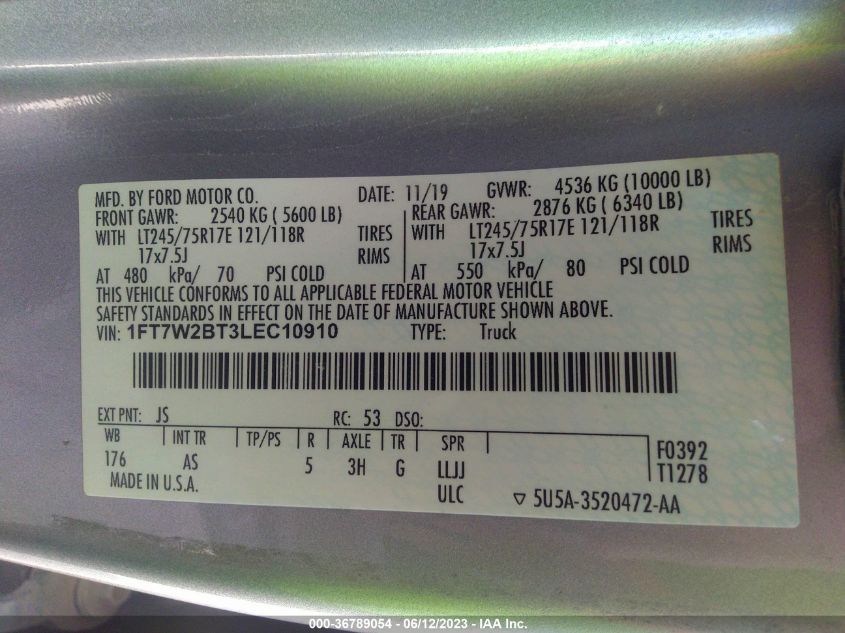 MFD. BY FORD MOTOR CO. DATE: 11/19 GVWR: 4536 KG (10000 LB)
FRONT GAWR: 2540 KG ( 5600 LB) REAR GAWR: 2876 KG ( 6340 LB)
WITH LT245/75R17E 121/118R TIRES WITH LT245/75R17E 121/118R TIRES
17x7.5J RIMS 17x7.5J RIMS
AT 480 kPa/ 70 PSI COLD AT 550 kPa/ 80 PSI COLD
THIS VEHICLE CONFORMS TO ALL APPLICABLE FEDERAL MOTOR VEHICLE
SAFETY STANDARDS IN EFFECT ON THE DATE OF MANUFACTURE SHOWN ABOVE.
VIN: 1FT7W2BT3LEC10910 TYPE: Truck
EXT PNT: JS RC: 53 DSO:
WB INT TR TP/PS R AXLE TR SPR F0392
176 AS 5 3H G LLJJ T1278
MADE IN U.S.A. ULC ▽ 5U5A-3520472-AA
000-36789054 - 06/12/2023 - IAA Inc.